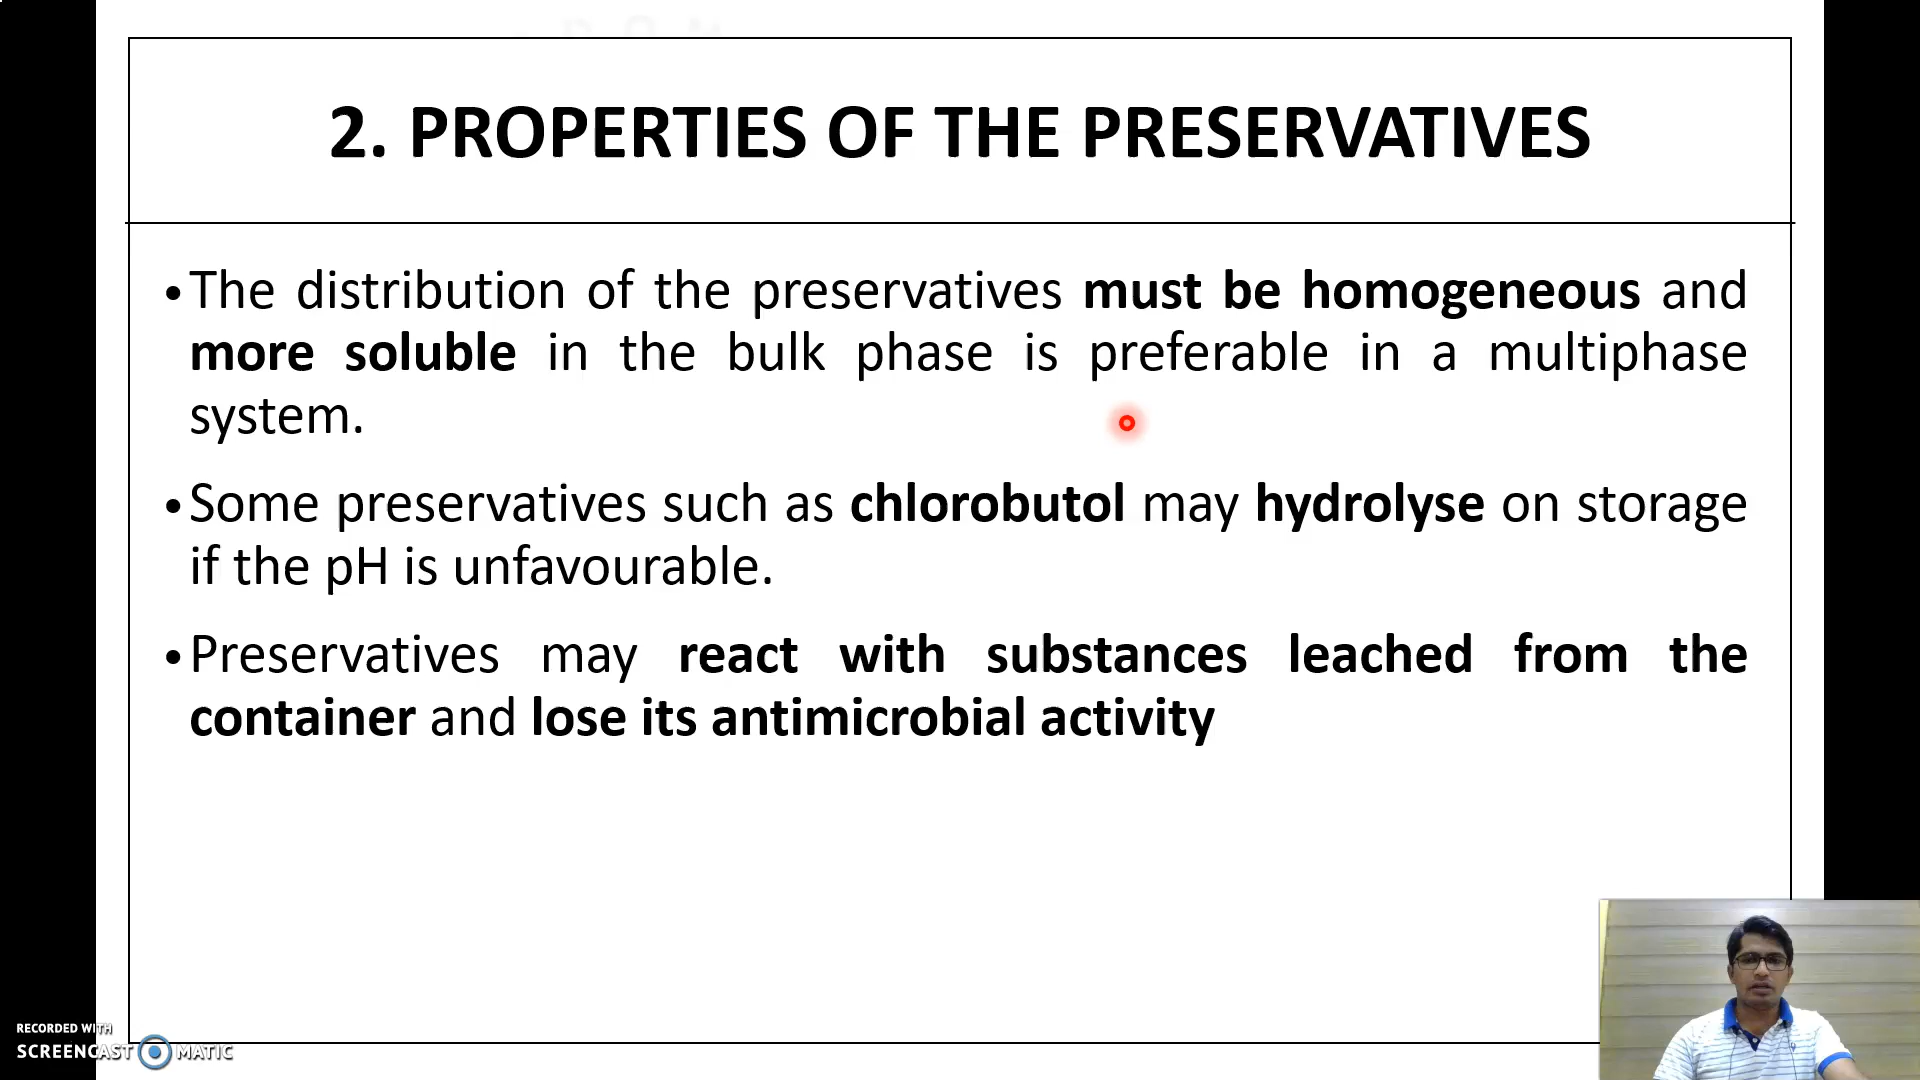 2. PROPERTIES OF THE PRESERVATIVES
•The distribution of the preservatives must be homogeneous and
more soluble in the bulk phase is preferable in a multiphase
system.
•Some preservatives such as chlorobutol may hydrolyse on storage
if the pH is unfavourable.
•Preservatives may react with substances leached from the
container and lose its antimicrobial activity
RECORDED WITH
SCREENCAST MATIC